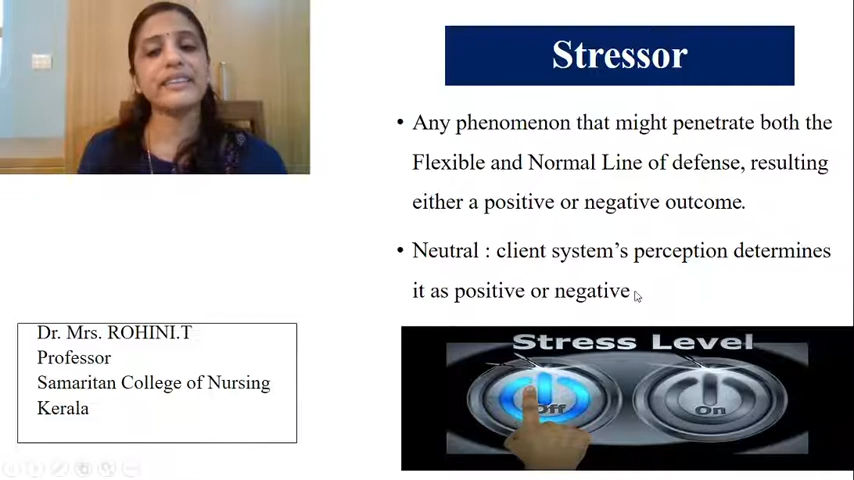 Stressor
• Any phenomenon that might penetrate both the
Flexible and Normal Line of defense, resulting
either a positive or negative outcome.
• Neutral : client system's perception determines
it as positive or negative
Dr. Mrs. ROHINI.T
Professor
Samaritan College of Nursing
Kerala
Stress Level
Off
On